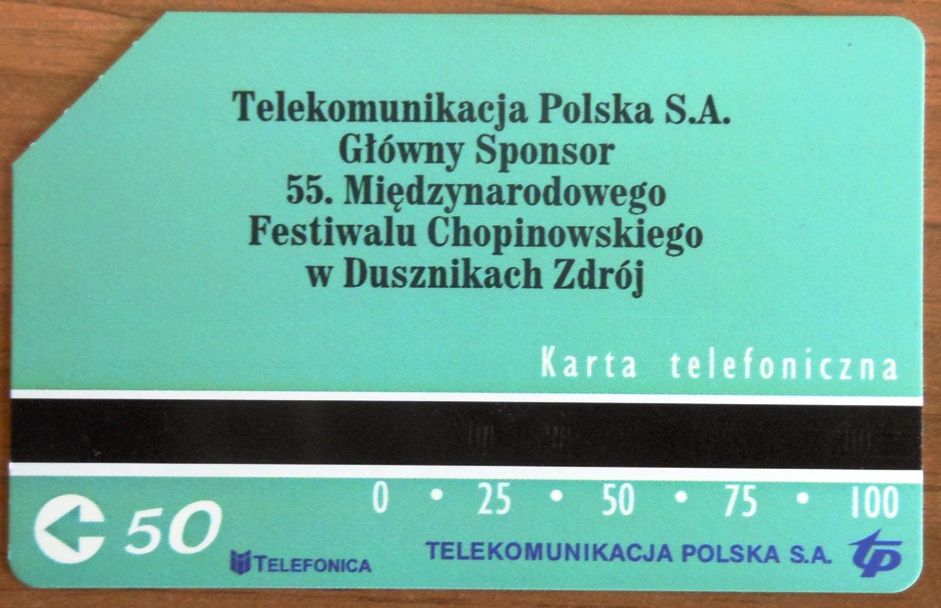 Telekomunikacja Polska S.A.
Główny Sponsor
55. Międzynarodowego
Festiwalu Chopinowskiego
w Dusznikach Zdrój
Karta telefoniczna
0 • 25 • 50 • 75 • 100
50
TELEFONICA
TELEKOMUNIKACJA POLSKA S.A. tp